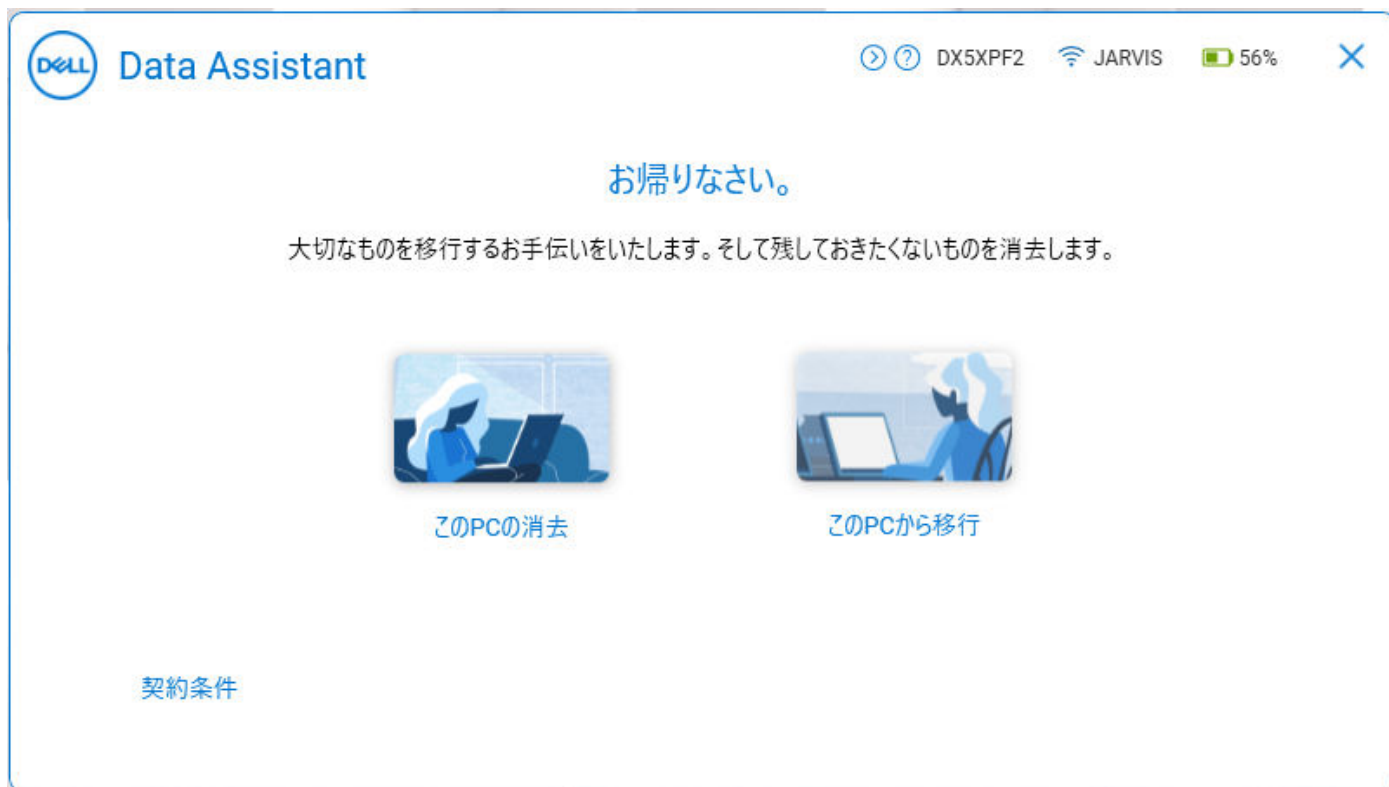 DELL
Data Assistant
DX5XPF2 JARVIS 56%
お帰りなさい。
大切なものを移行するお手伝いをいたします。そして残しておきたくないものを消去します。
このPCの消去
このPCから移行
契約条件